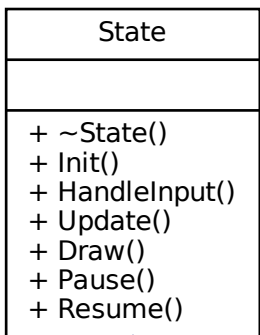 State
+ ~State()
+ Init()
+ HandleInput()
+ Update()
+ Draw()
+ Pause()
+ Resume()